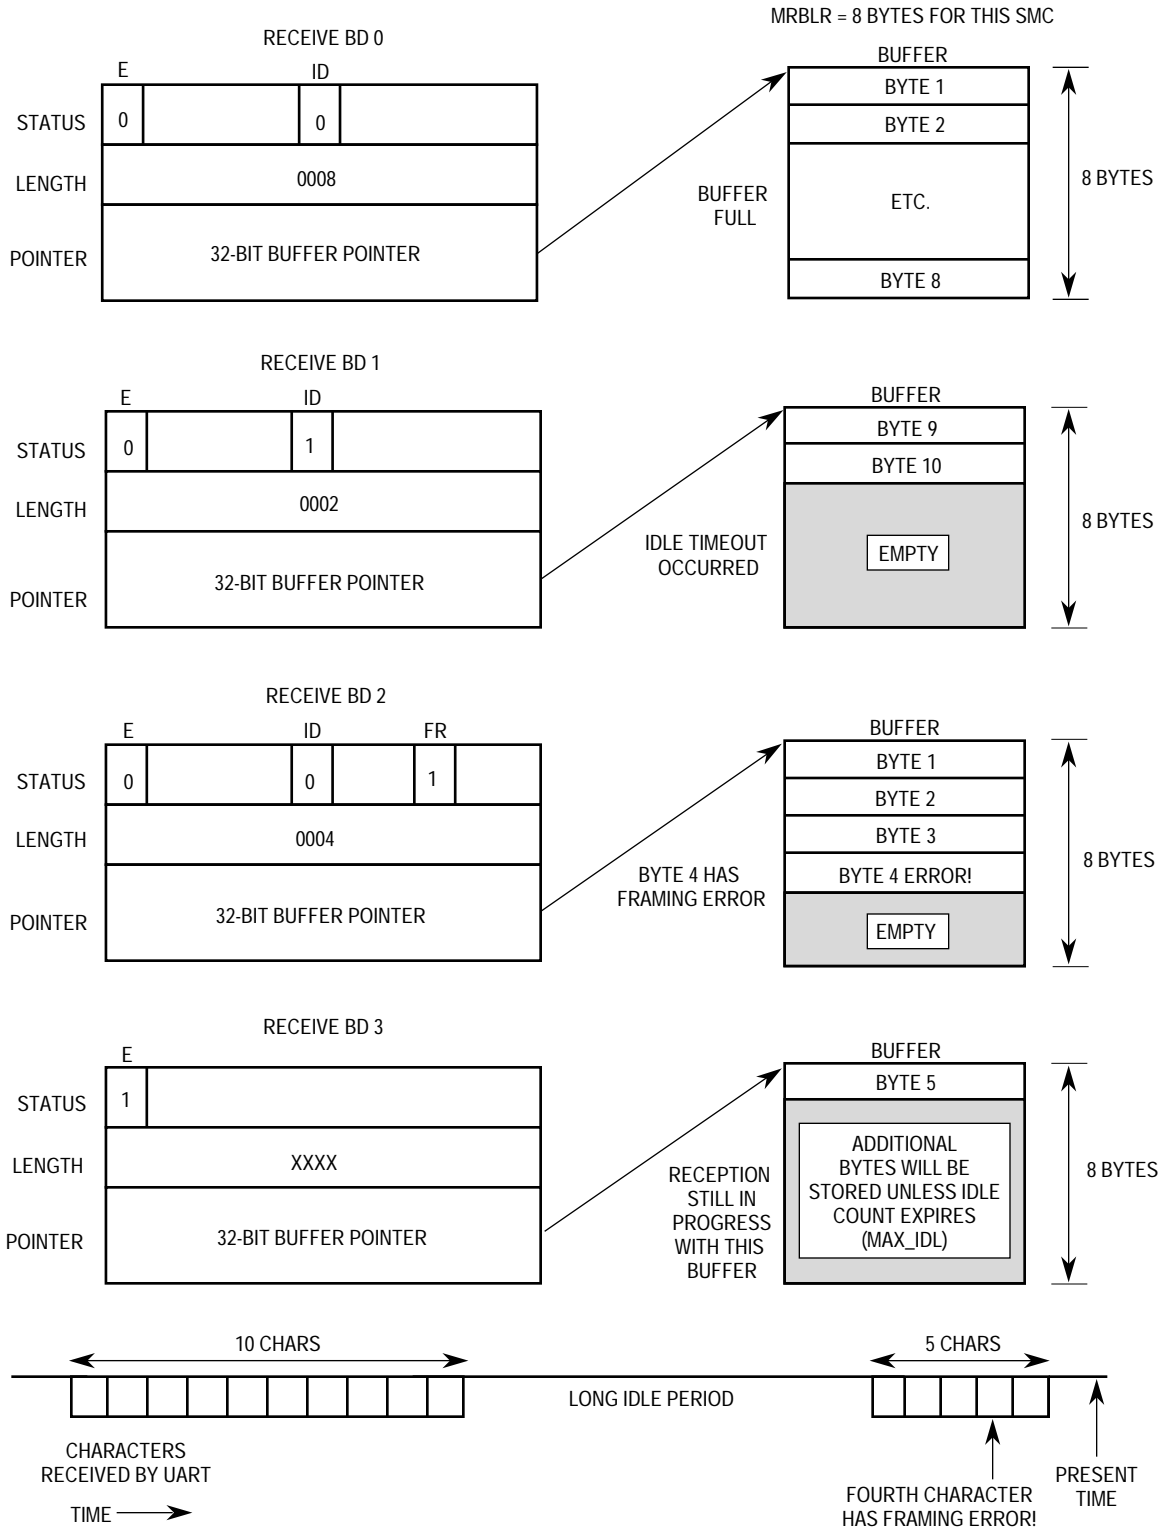 MRBLR = 8 BYTES FOR THIS SMC
RECEIVE BD 0
E ID
STATUS 0 0
LENGTH 0008
POINTER 32-BIT BUFFER POINTER
BUFFER
FULL
BUFFER
BYTE 1
BYTE 2
ETC.
BYTE 8
8 BYTES
RECEIVE BD 1
E ID
STATUS 0 1
LENGTH 0002
POINTER 32-BIT BUFFER POINTER
IDLE TIMEOUT
OCCURRED
BUFFER
BYTE 9
BYTE 10
EMPTY
8 BYTES
RECEIVE BD 2
E ID FR
STATUS 0 0 1
LENGTH 0004
POINTER 32-BIT BUFFER POINTER
BYTE 4 HAS
FRAMING ERROR
BUFFER
BYTE 1
BYTE 2
BYTE 3
BYTE 4 ERROR!
EMPTY
8 BYTES
RECEIVE BD 3
E
STATUS 1
LENGTH XXXX
POINTER 32-BIT BUFFER POINTER
RECEPTION
STILL IN
PROGRESS
WITH THIS
BUFFER
BUFFER
BYTE 5
ADDITIONAL
BYTES WILL BE
STORED UNLESS IDLE
COUNT EXPIRES
(MAX_IDL)
8 BYTES
10 CHARS
5 CHARS
LONG IDLE PERIOD
CHARACTERS
RECEIVED BY UART
TIME
FOURTH CHARACTER
HAS FRAMING ERROR!
PRESENT
TIME